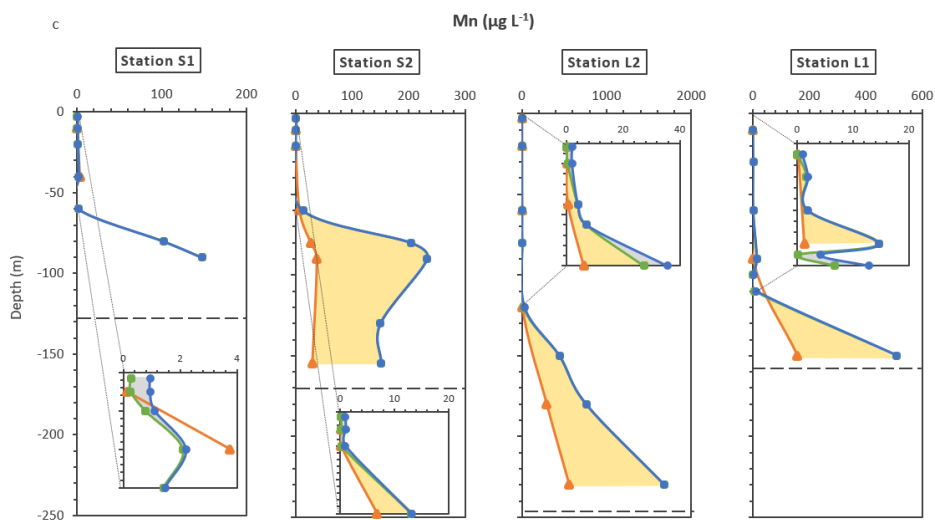 c
Mn (µg L⁻¹)
Station S1
Station S2
Station L2
Station L1
0 100 200
0 100 200 300
0 1000 2000
0 200 400 600
0
-50
-100
-150
-200
-250
Depth (m)
0 20 40
0 10 20
0 2 4
0 10 20